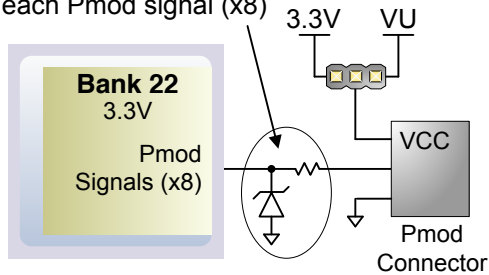 each Pmod signal (x8)
3.3V
VU
Bank 22
3.3V
Pmod
Signals (x8)
VCC
Pmod
Connector